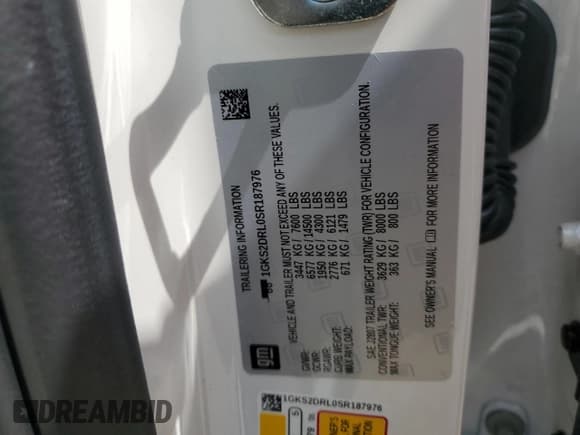 TRAILERING INFORMATION
1GKS2DRL0SR187976
VEHICLE AND TRAILER MUST NOT EXCEED ANY OF THESE VALUES.
GVWR: 3447 KG / 7600 LBS
GCWR: 6577 KG / 14500 LBS
RGAWR: 1950 KG / 4300 LBS
CURB WEIGHT: 2776 KG / 6121 LBS
MAX PAYLOAD: 671 KG / 1479 LBS
SAE J2807 TRAILER WEIGHT RATING (TWR) FOR VEHICLE CONFIGURATION.
CONVENTIONAL TWR: 3629 KG / 8000 LBS
MAX TONGUE WEIGHT: 363 KG / 800 LBS
SEE OWNER'S MANUAL FOR MORE INFORMATION
gm
1GKS2DRL0SR187976
DREAMBID